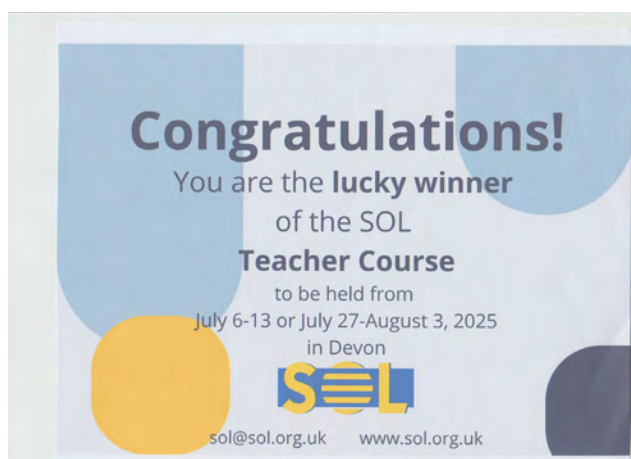 Congratulations!
You are the lucky winner
of the SOL
Teacher Course
to be held from
July 6-13 or July 27-August 3, 2025
in Devon
SOL
sol@sol.org.uk www.sol.org.uk